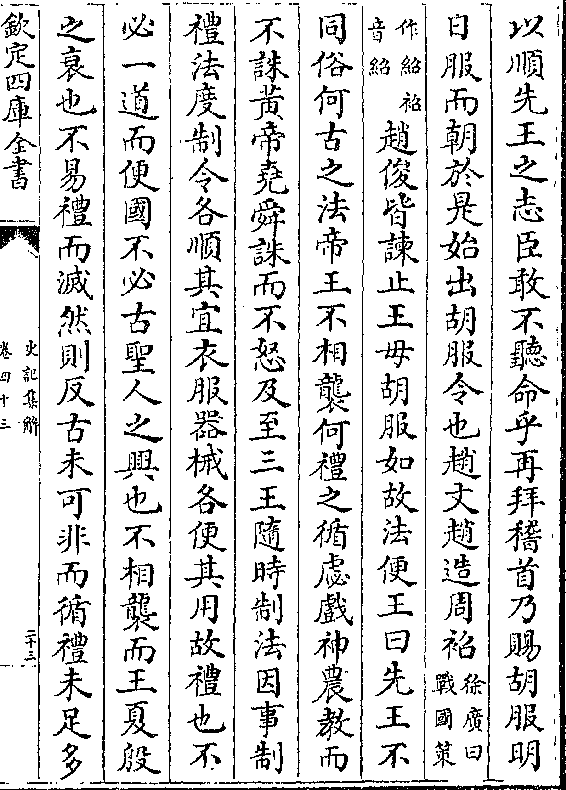 以順先王之志臣敢不聽命乎再拜稽首乃賜胡服明
日服而朝於是始出胡服令也趙文趙造周袑徐廣曰戰國策
作紹袑音紹趙俊皆諫止王毋胡服如故法便王曰先王不
同俗何古之法帝王不相襲何禮之循虙戲神農教而
不誅黃帝堯舜誅而不怒及至三王隨時制法因事制
禮法度制令各順其宜衣服器械各便其用故禮也不
必一道而便國不必古聖人之興也不相襲而王夏殷
之衰也不易禮而滅然則反古未可非而循禮未足多
欽定四庫全書
史記集解
卷四十三
二十三